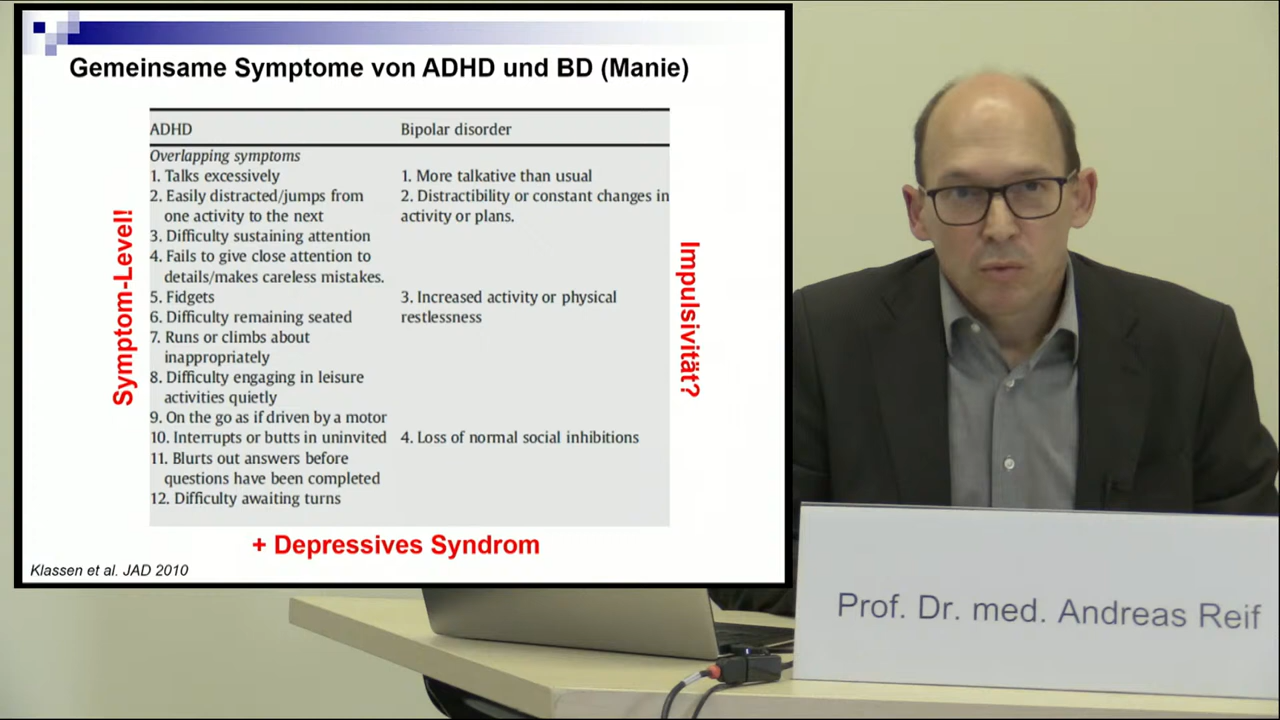 Gemeinsame Symptome von ADHD und BD (Manie)
ADHD Bipolar disorder
Overlapping symptoms
1. Talks excessively 1. More talkative than usual
2. Easily distracted/jumps from 2. Distractibility or constant changes in
one activity to the next activity or plans.
3. Difficulty sustaining attention
4. Fails to give close attention to
details/makes careless mistakes.
5. Fidgets 3. Increased activity or physical
6. Difficulty remaining seated restlessness
7. Runs or climbs about
inappropriately
8. Difficulty engaging in leisure
activities quietly
9. On the go as if driven by a motor
10. Interrupts or butts in uninvited 4. Loss of normal social inhibitions
11. Blurts out answers before
questions have been completed
12. Difficulty awaiting turns
Symptom-Level!
Impulsivität?
+ Depressives Syndrom
Klassen et al. JAD 2010
Prof. Dr. med. Andreas Reif